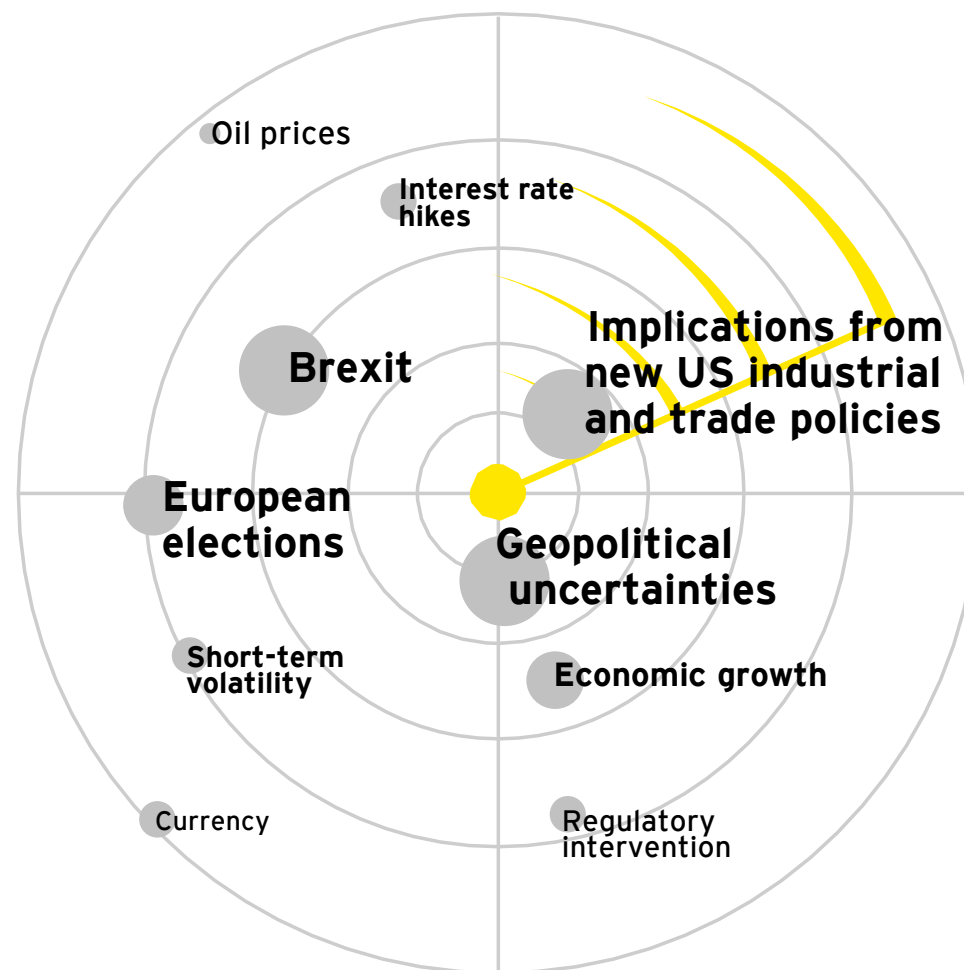 Oil prices
Interest rate
hikes
Implications from
new US industrial
and trade policies
Brexit
European
elections
Geopolitical
uncertainties
Short-term
volatility
Economic growth
Currency
Regulatory
intervention